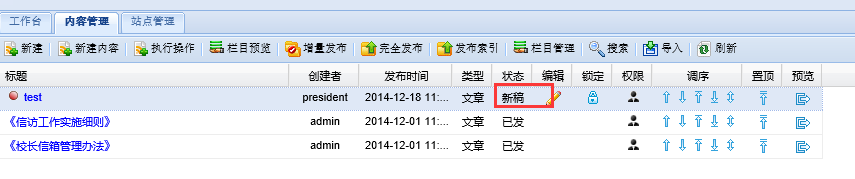 工作台 内容管理 站点管理
新建 新建内容 执行操作 栏目预览 增量发布 完全发布 发布索引 栏目管理 搜索 导入 刷新
标题 创建者 发布时间 类型 状态 编辑 锁定 权限 调序 置顶 预览
test president 2014-12-18 11:... 文章 新稿
《信访工作实施细则》 admin 2014-12-01 11:... 文章 已发
《校长信箱管理办法》 admin 2014-12-01 11:... 文章 已发